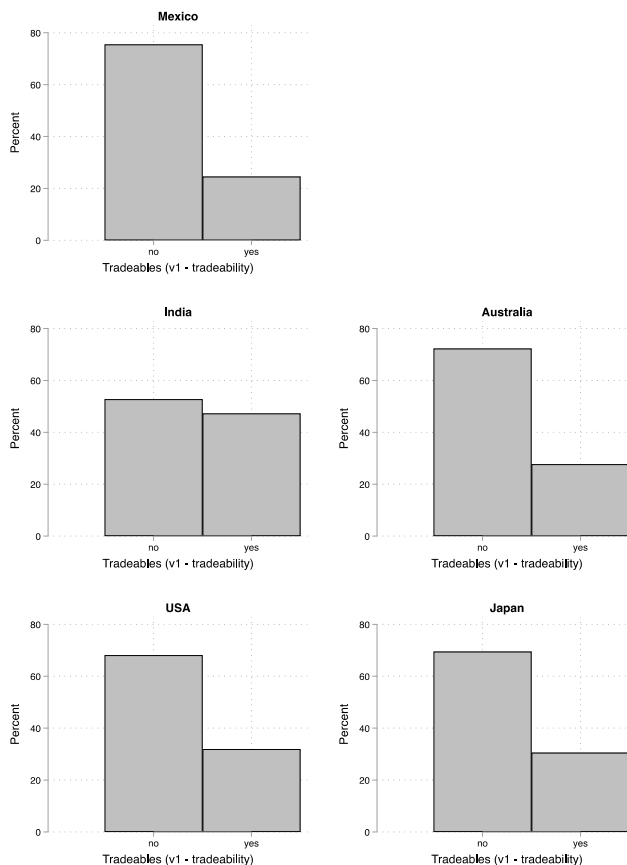 Mexico
80
60
40
20
0
Percent
no yes
Tradeables (v1 - tradeability)
India
80
60
40
20
0
Percent
no yes
Tradeables (v1 - tradeability)
Australia
80
60
40
20
0
Percent
no yes
Tradeables (v1 - tradeability)
USA
80
60
40
20
0
Percent
no yes
Tradeables (v1 - tradeability)
Japan
80
60
40
20
0
Percent
no yes
Tradeables (v1 - tradeability)